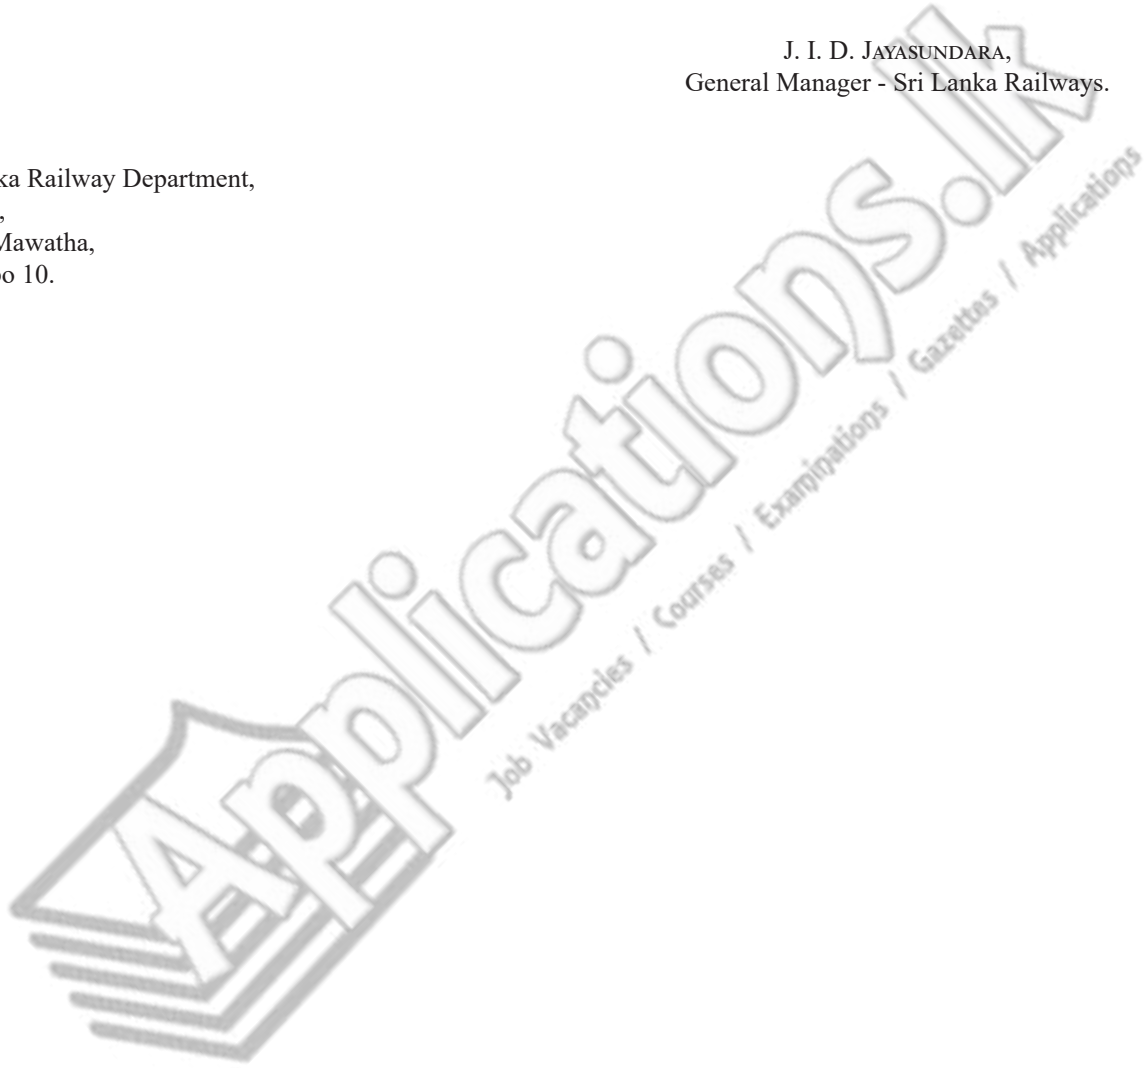 J. I. D. JAYASUNDARA,
General Manager - Sri Lanka Railways.
ka Railway Department,
,
Mawatha,
o 10.
Applications.lk
Job Vacancies / Courses / Examinations / Gazettes / Applications